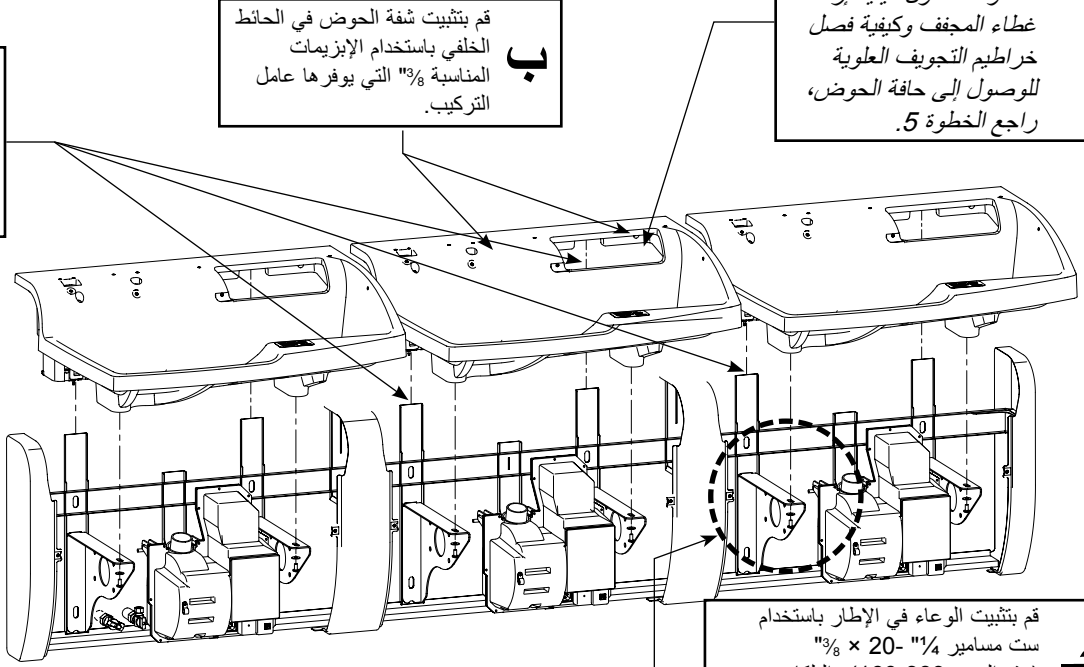 غطاء المجفف وكيفية فصل
خراطيم التجويف العلوية
للوصول إلى حافة الحوض،
راجع الخطوة 5.
ب
قم بتثبيت شفة الحوض في الحائط
الخلفي باستخدام الإبزيمات
المناسبة ⅜" التي يوفرها عامل
التركيب.
قم بتثبيت الوعاء في الإطار باستخدام
ست مسامير ¼" -20 × ⅜"